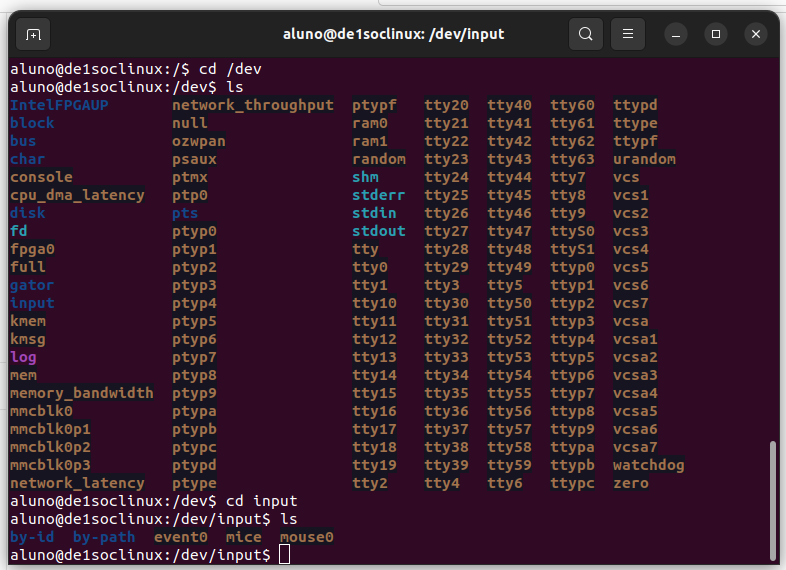 aluno@de1soclinux: /dev/input
aluno@de1soclinux:/$ cd /dev
aluno@de1soclinux:/dev$ ls
IntelFPGAUP network_throughput ptypf tty20 tty40 tty60 ttypd
block null ram0 tty21 tty41 tty61 ttype
bus ozwpan ram1 tty22 tty42 tty62 ttypf
char psaux random tty23 tty43 tty63 urandom
console ptmx shm tty24 tty44 tty7 vcs
cpu_dma_latency ptp0 stderr tty25 tty45 tty8 vcs1
disk pts stdin tty26 tty46 tty9 vcs2
fd ptyp0 stdout tty27 tty47 ttyS0 vcs3
fpga0 ptyp1 tty tty28 tty48 ttyS1 vcs4
full ptyp2 tty0 tty29 tty49 ttyp0 vcs5
gator ptyp3 tty1 tty3 tty5 ttyp1 vcs6
input ptyp4 tty10 tty30 tty50 ttyp2 vcs7
kmem ptyp5 tty11 tty31 tty51 ttyp3 vcsa
kmsg ptyp6 tty12 tty32 tty52 ttyp4 vcsa1
log ptyp7 tty13 tty33 tty53 ttyp5 vcsa2
mem ptyp8 tty14 tty34 tty54 ttyp6 vcsa3
memory_bandwidth ptyp9 tty15 tty35 tty55 ttyp7 vcsa4
mmcblk0 ptypa tty16 tty36 tty56 ttyp8 vcsa5
mmcblk0p1 ptypb tty17 tty37 tty57 ttyp9 vcsa6
mmcblk0p2 ptypc tty18 tty38 tty58 ttypa vcsa7
mmcblk0p3 ptypd tty19 tty39 tty59 ttypb watchdog
network_latency ptype tty2 tty4 tty6 ttypc zero
aluno@de1soclinux:/dev$ cd input
aluno@de1soclinux:/dev/input$ ls
by-id by-path event0 mice mouse0
aluno@de1soclinux:/dev/input$